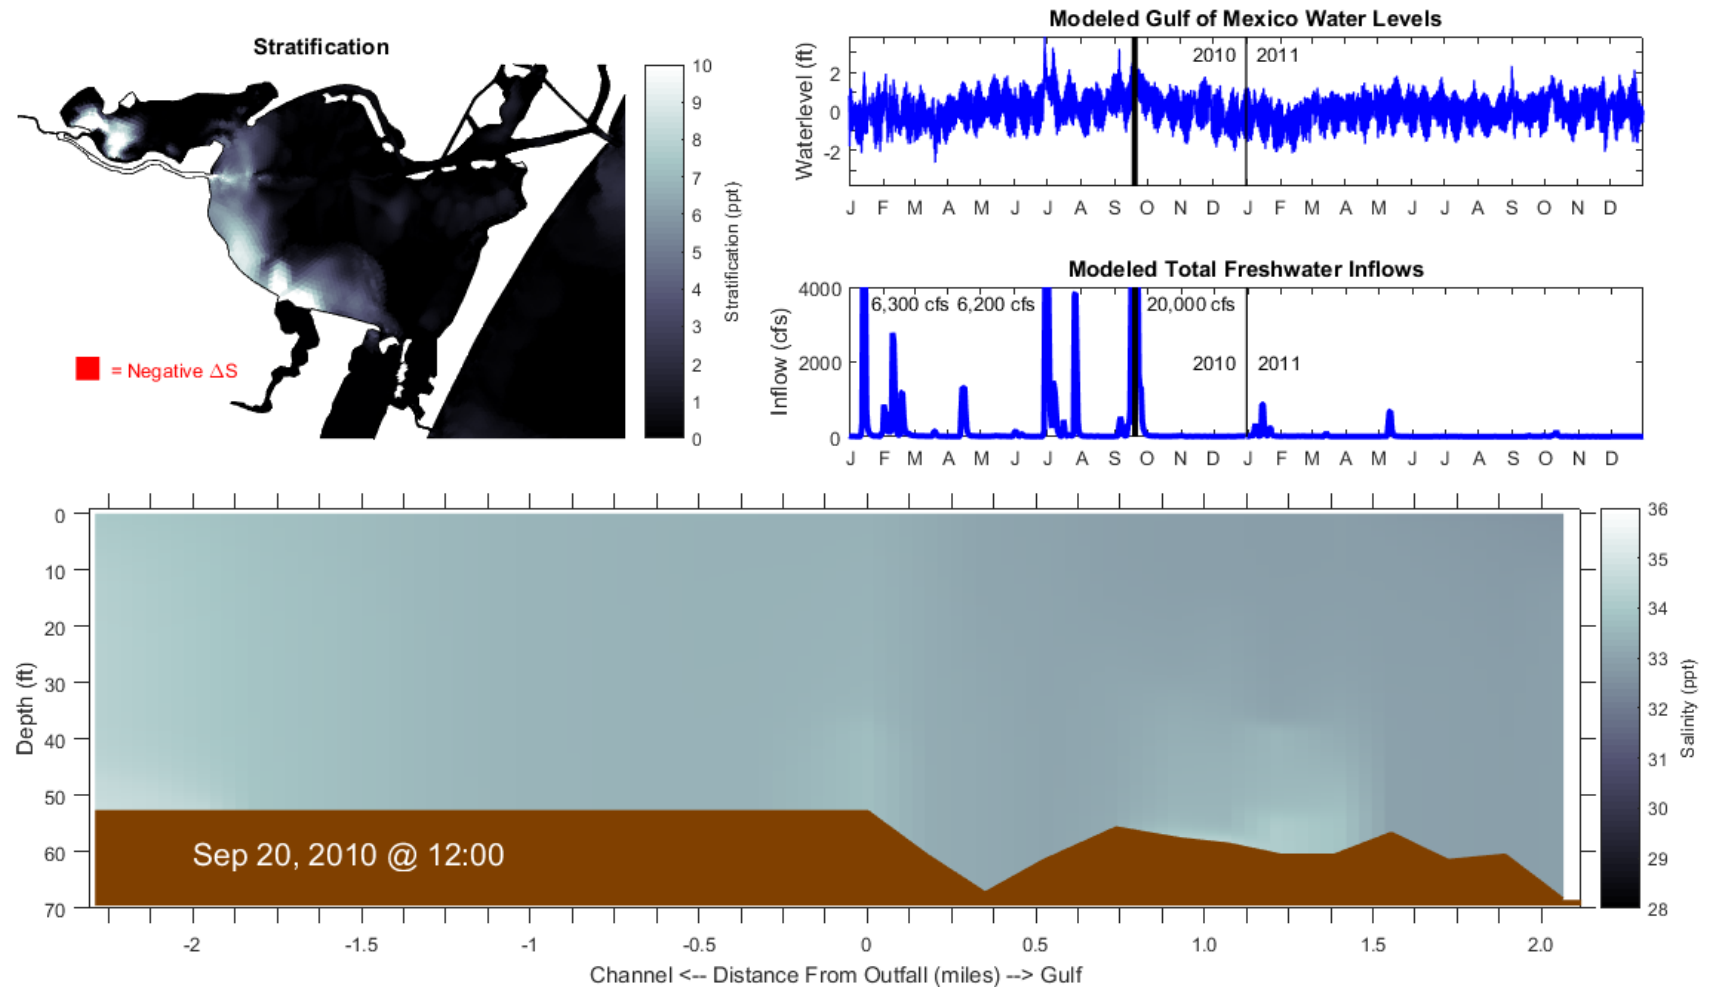 Stratification
10
9
8
7
6
5
4
3
2
1
0
Stratification (ppt)
= Negative ΔS
Modeled Gulf of Mexico Water Levels
Waterlevel (ft)
2
0
-2
2010 2011
J F M A M J J A S O N D J F M A M J J A S O N D
Modeled Total Freshwater Inflows
Inflow (cfs)
4000
2000
0
6,300 cfs 6,200 cfs 20,000 cfs
2010 2011
J F M A M J J A S O N D J F M A M J J A S O N D
Depth (ft)
0
10
20
30
40
50
60
70
Sep 20, 2010 @ 12:00
-2 -1.5 -1 -0.5 0 0.5 1.0 1.5 2.0
Channel <-- Distance From Outfall (miles) --> Gulf
36
35
34
33
32
31
30
29
28
Salinity (ppt)